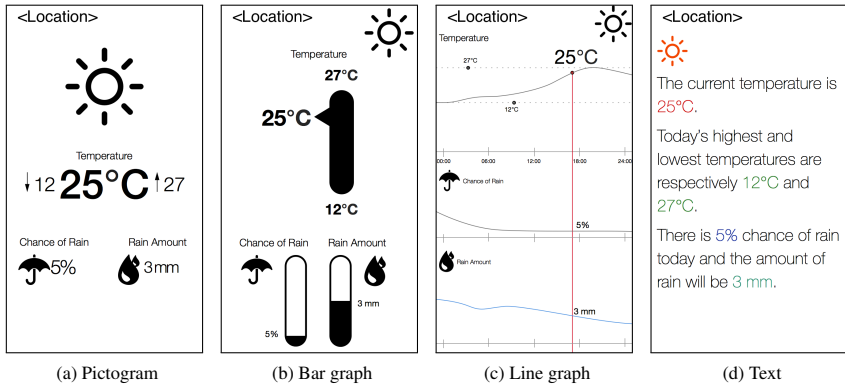 <Location>
Temperature
↓12 25°C ↑27
Chance of Rain
Rain Amount
5%
3 mm
(a) Pictogram
<Location>
Temperature
27°C
25°C
12°C
Chance of Rain
Rain Amount
3 mm
5%
(b) Bar graph
<Location>
Temperature
25°C
27°C
12°C
00:00 06:00 12:00 18:00 24:00
Chance of Rain
5%
Rain Amount
3 mm
(c) Line graph
<Location>
The current temperature is
25°C.
Today's highest and
lowest temperatures are
respectively 12°C and
27°C.
There is 5% chance of rain
today and the amount of
rain will be 3 mm.
(d) Text